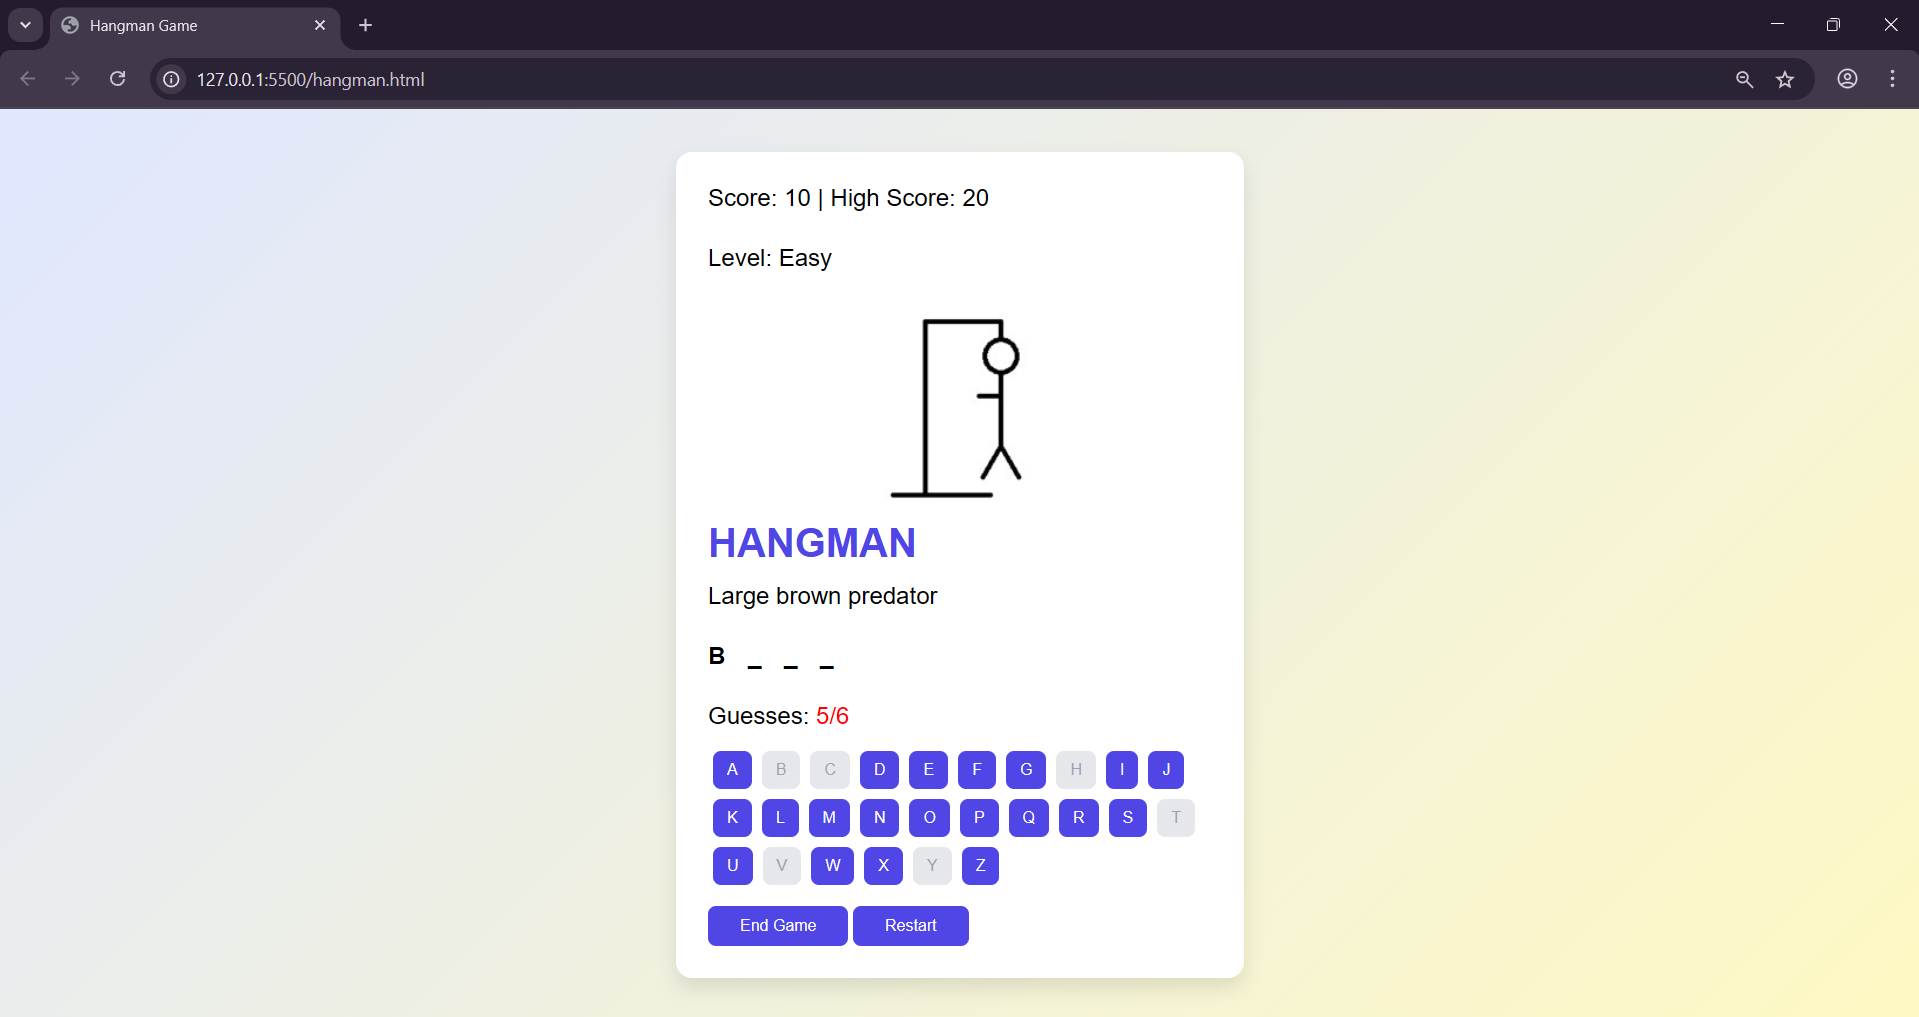 Hangman Game
127.0.0.1:5500/hangman.html
Score: 10 | High Score: 20
Level: Easy
HANGMAN
Large brown predator
B _ _ _
Guesses: 5/6
A B C D E F G H I J
K L M N O P Q R S T
U V W X Y Z
End Game Restart